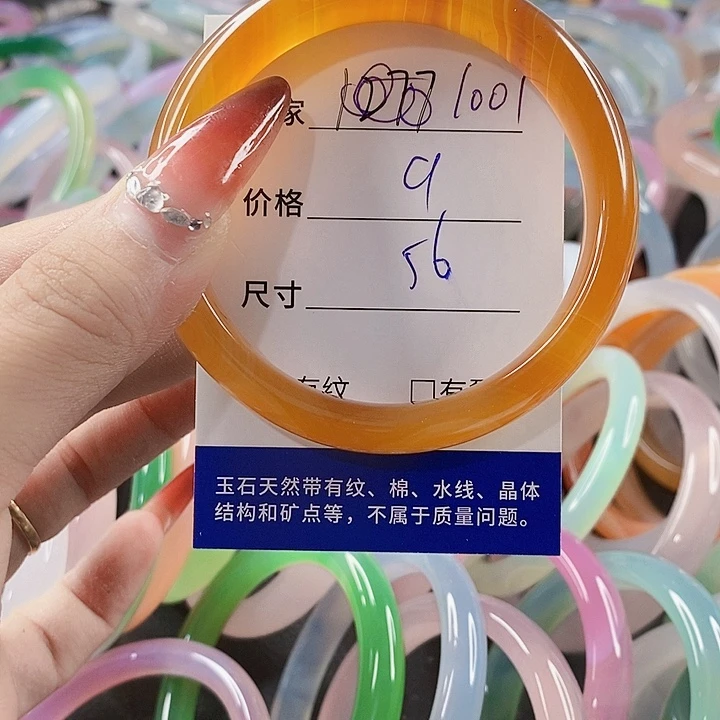 家 1001
价格 9
尺寸 56
有纹 □有
玉石天然带有纹、棉、水线、晶体
结构和矿点等，不属于质量问题。